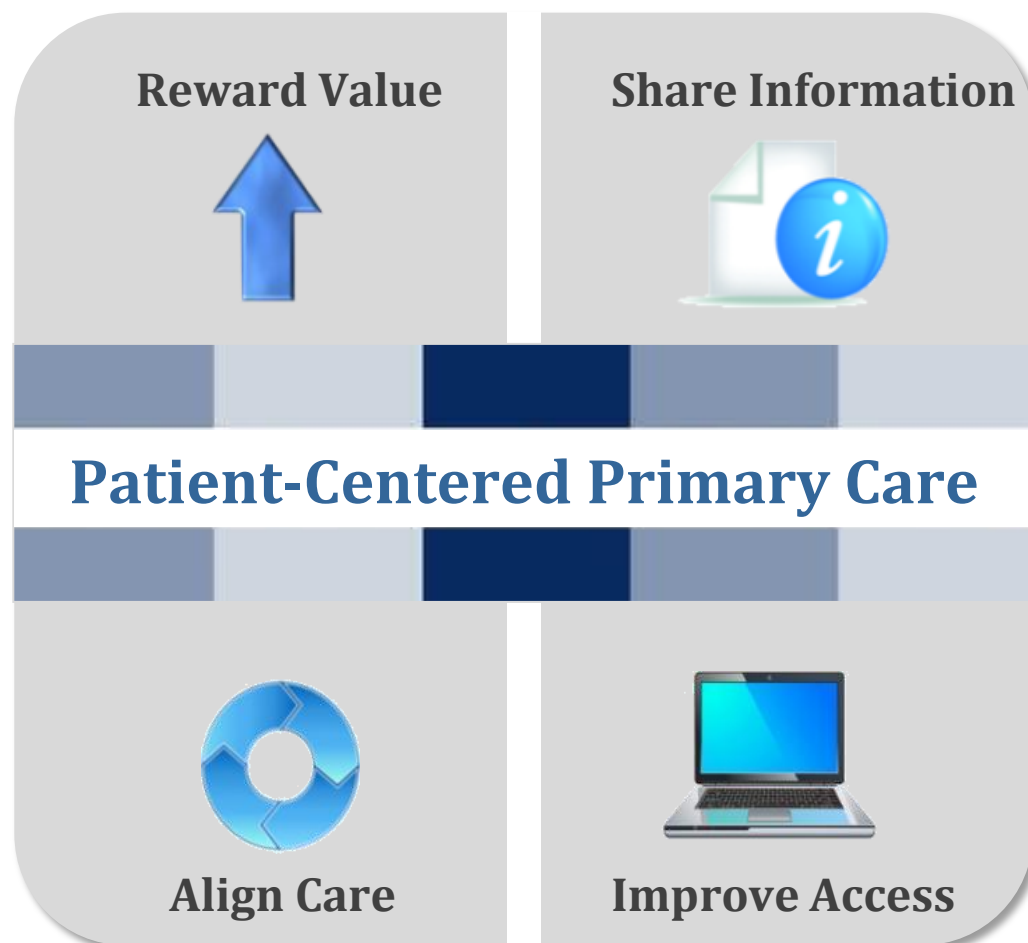 Reward Value
Share Information
i
Patient-Centered Primary Care
Align Care
Improve Access